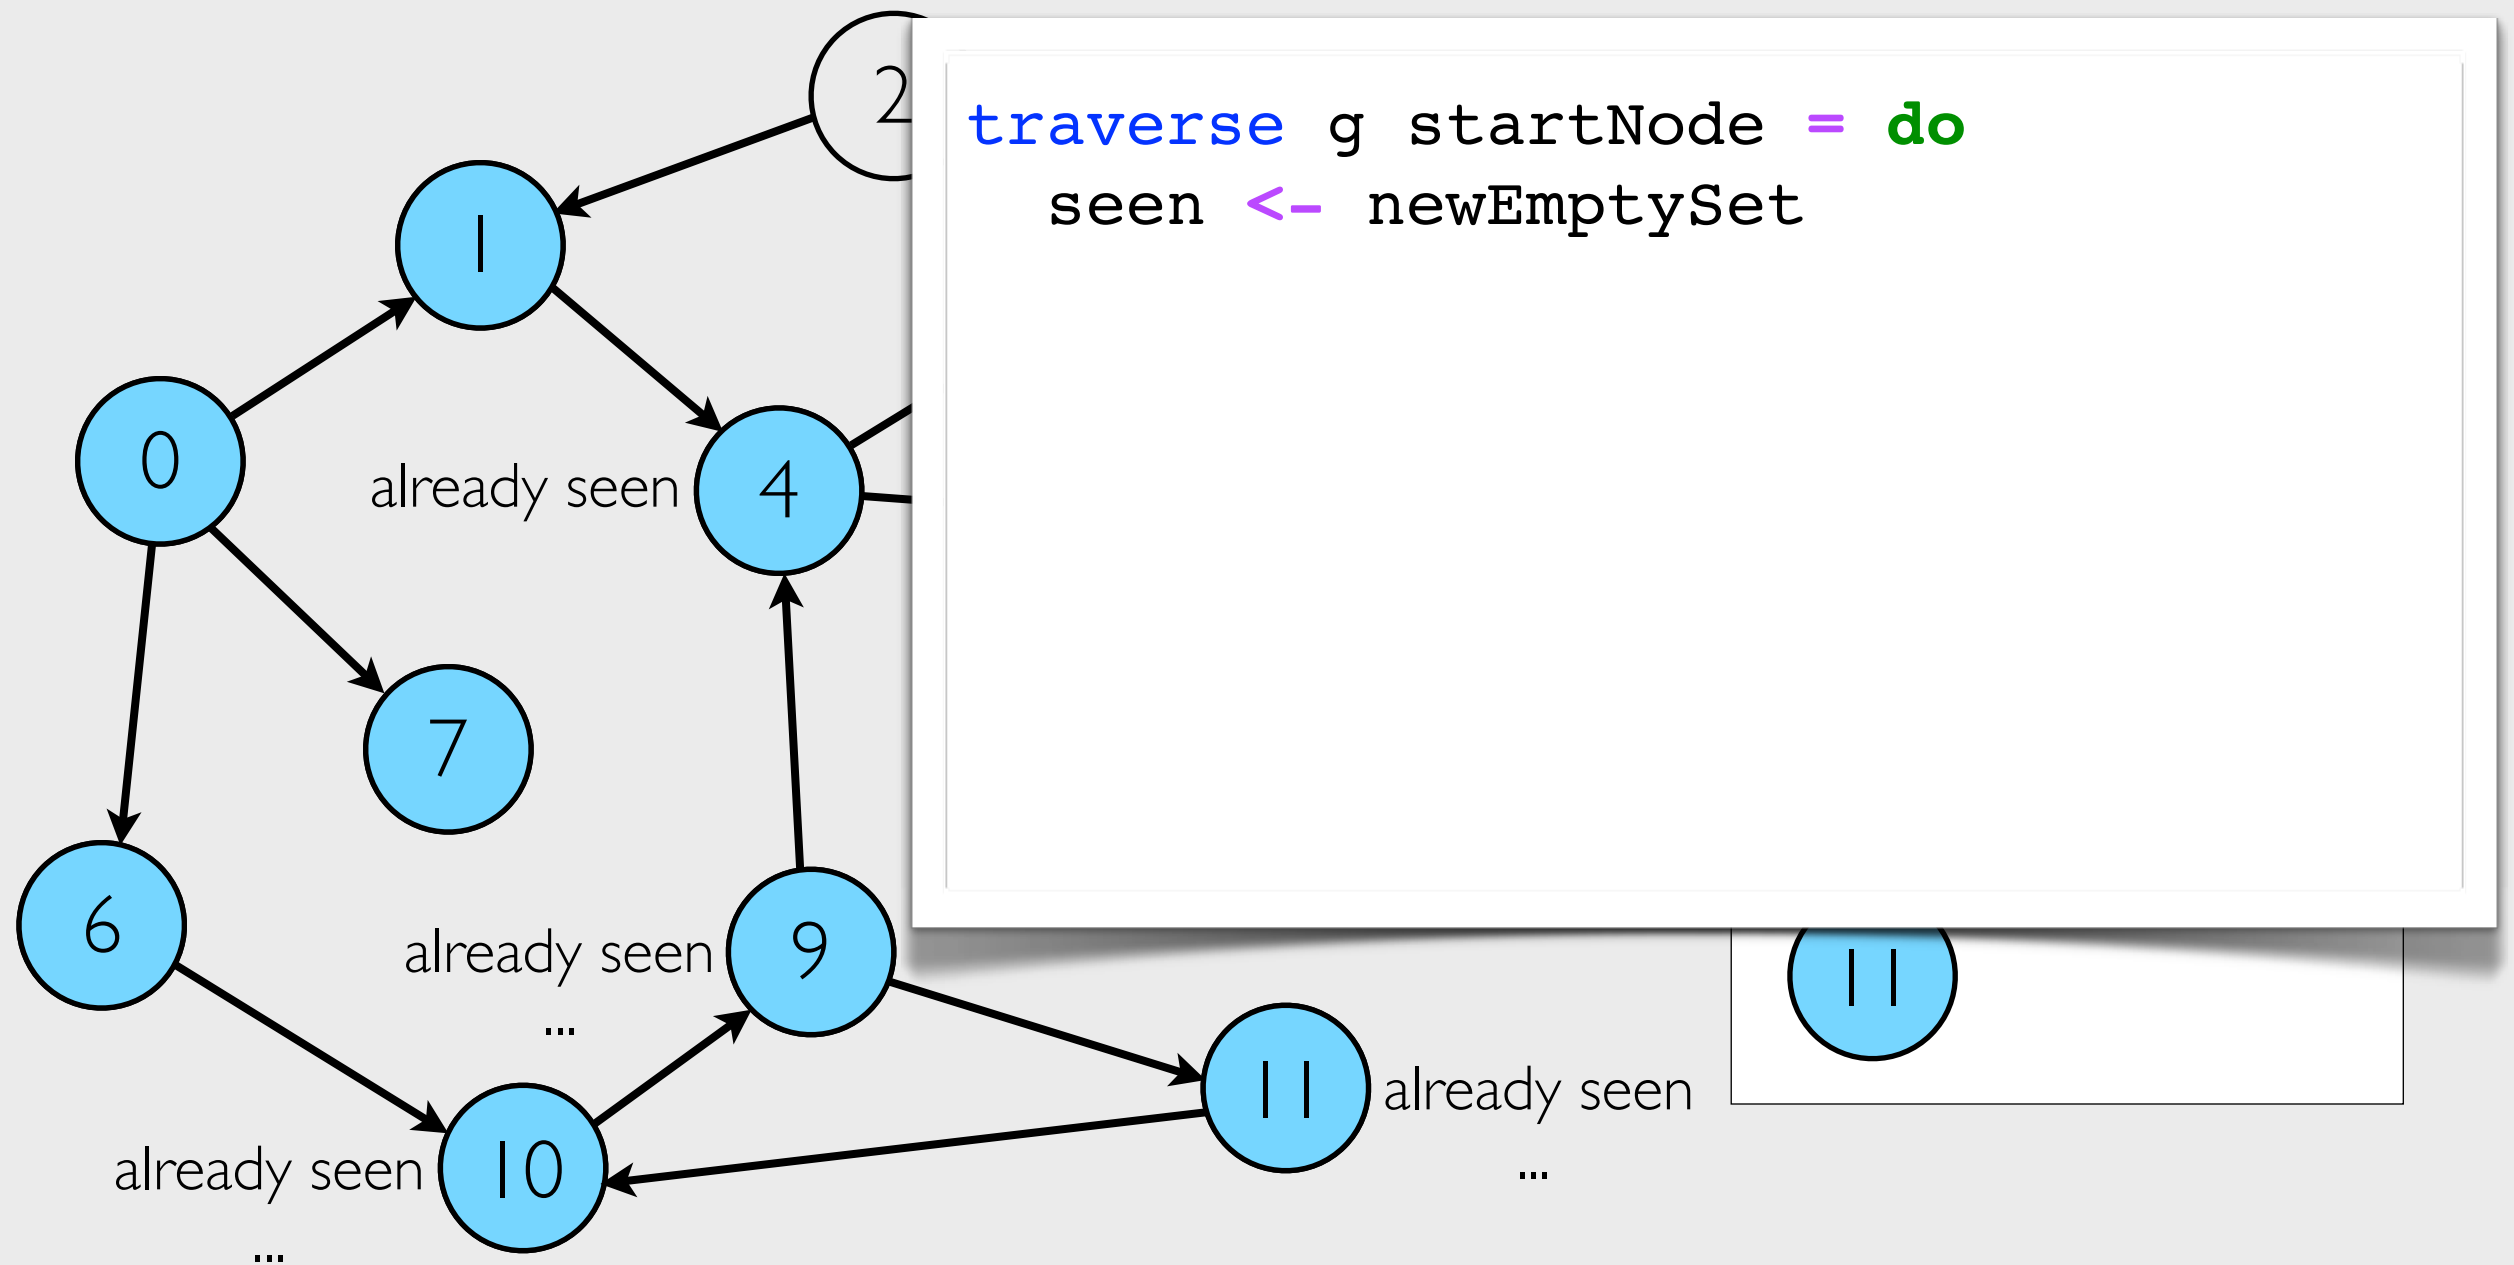 2
traverse g startNode = do
seen <- newEmptySet
1
0
already seen
4
7
6
already seen
9
...
11
11
already seen
...
already seen
10
...